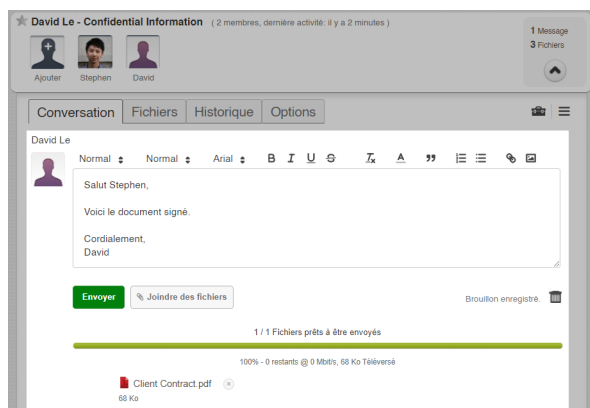 David Le - Confidential Information ( 2 membres, dernière activité: il y a 2 minutes )
1 Message
3 Fichiers
Ajouter Stephen David
Conversation Fichiers Historique Options
David Le
Normal Normal Arial B I U S Tx A
Salut Stephen,
Voici le document signé.
Cordialement,
David
Envoyer Joindre des fichiers Brouillon enregistré.
1 / 1 Fichiers prêts à être envoyés
100% - 0 restants @ 0 Mbit/s, 68 Ko Téléversé
Client Contract.pdf
68 Ko